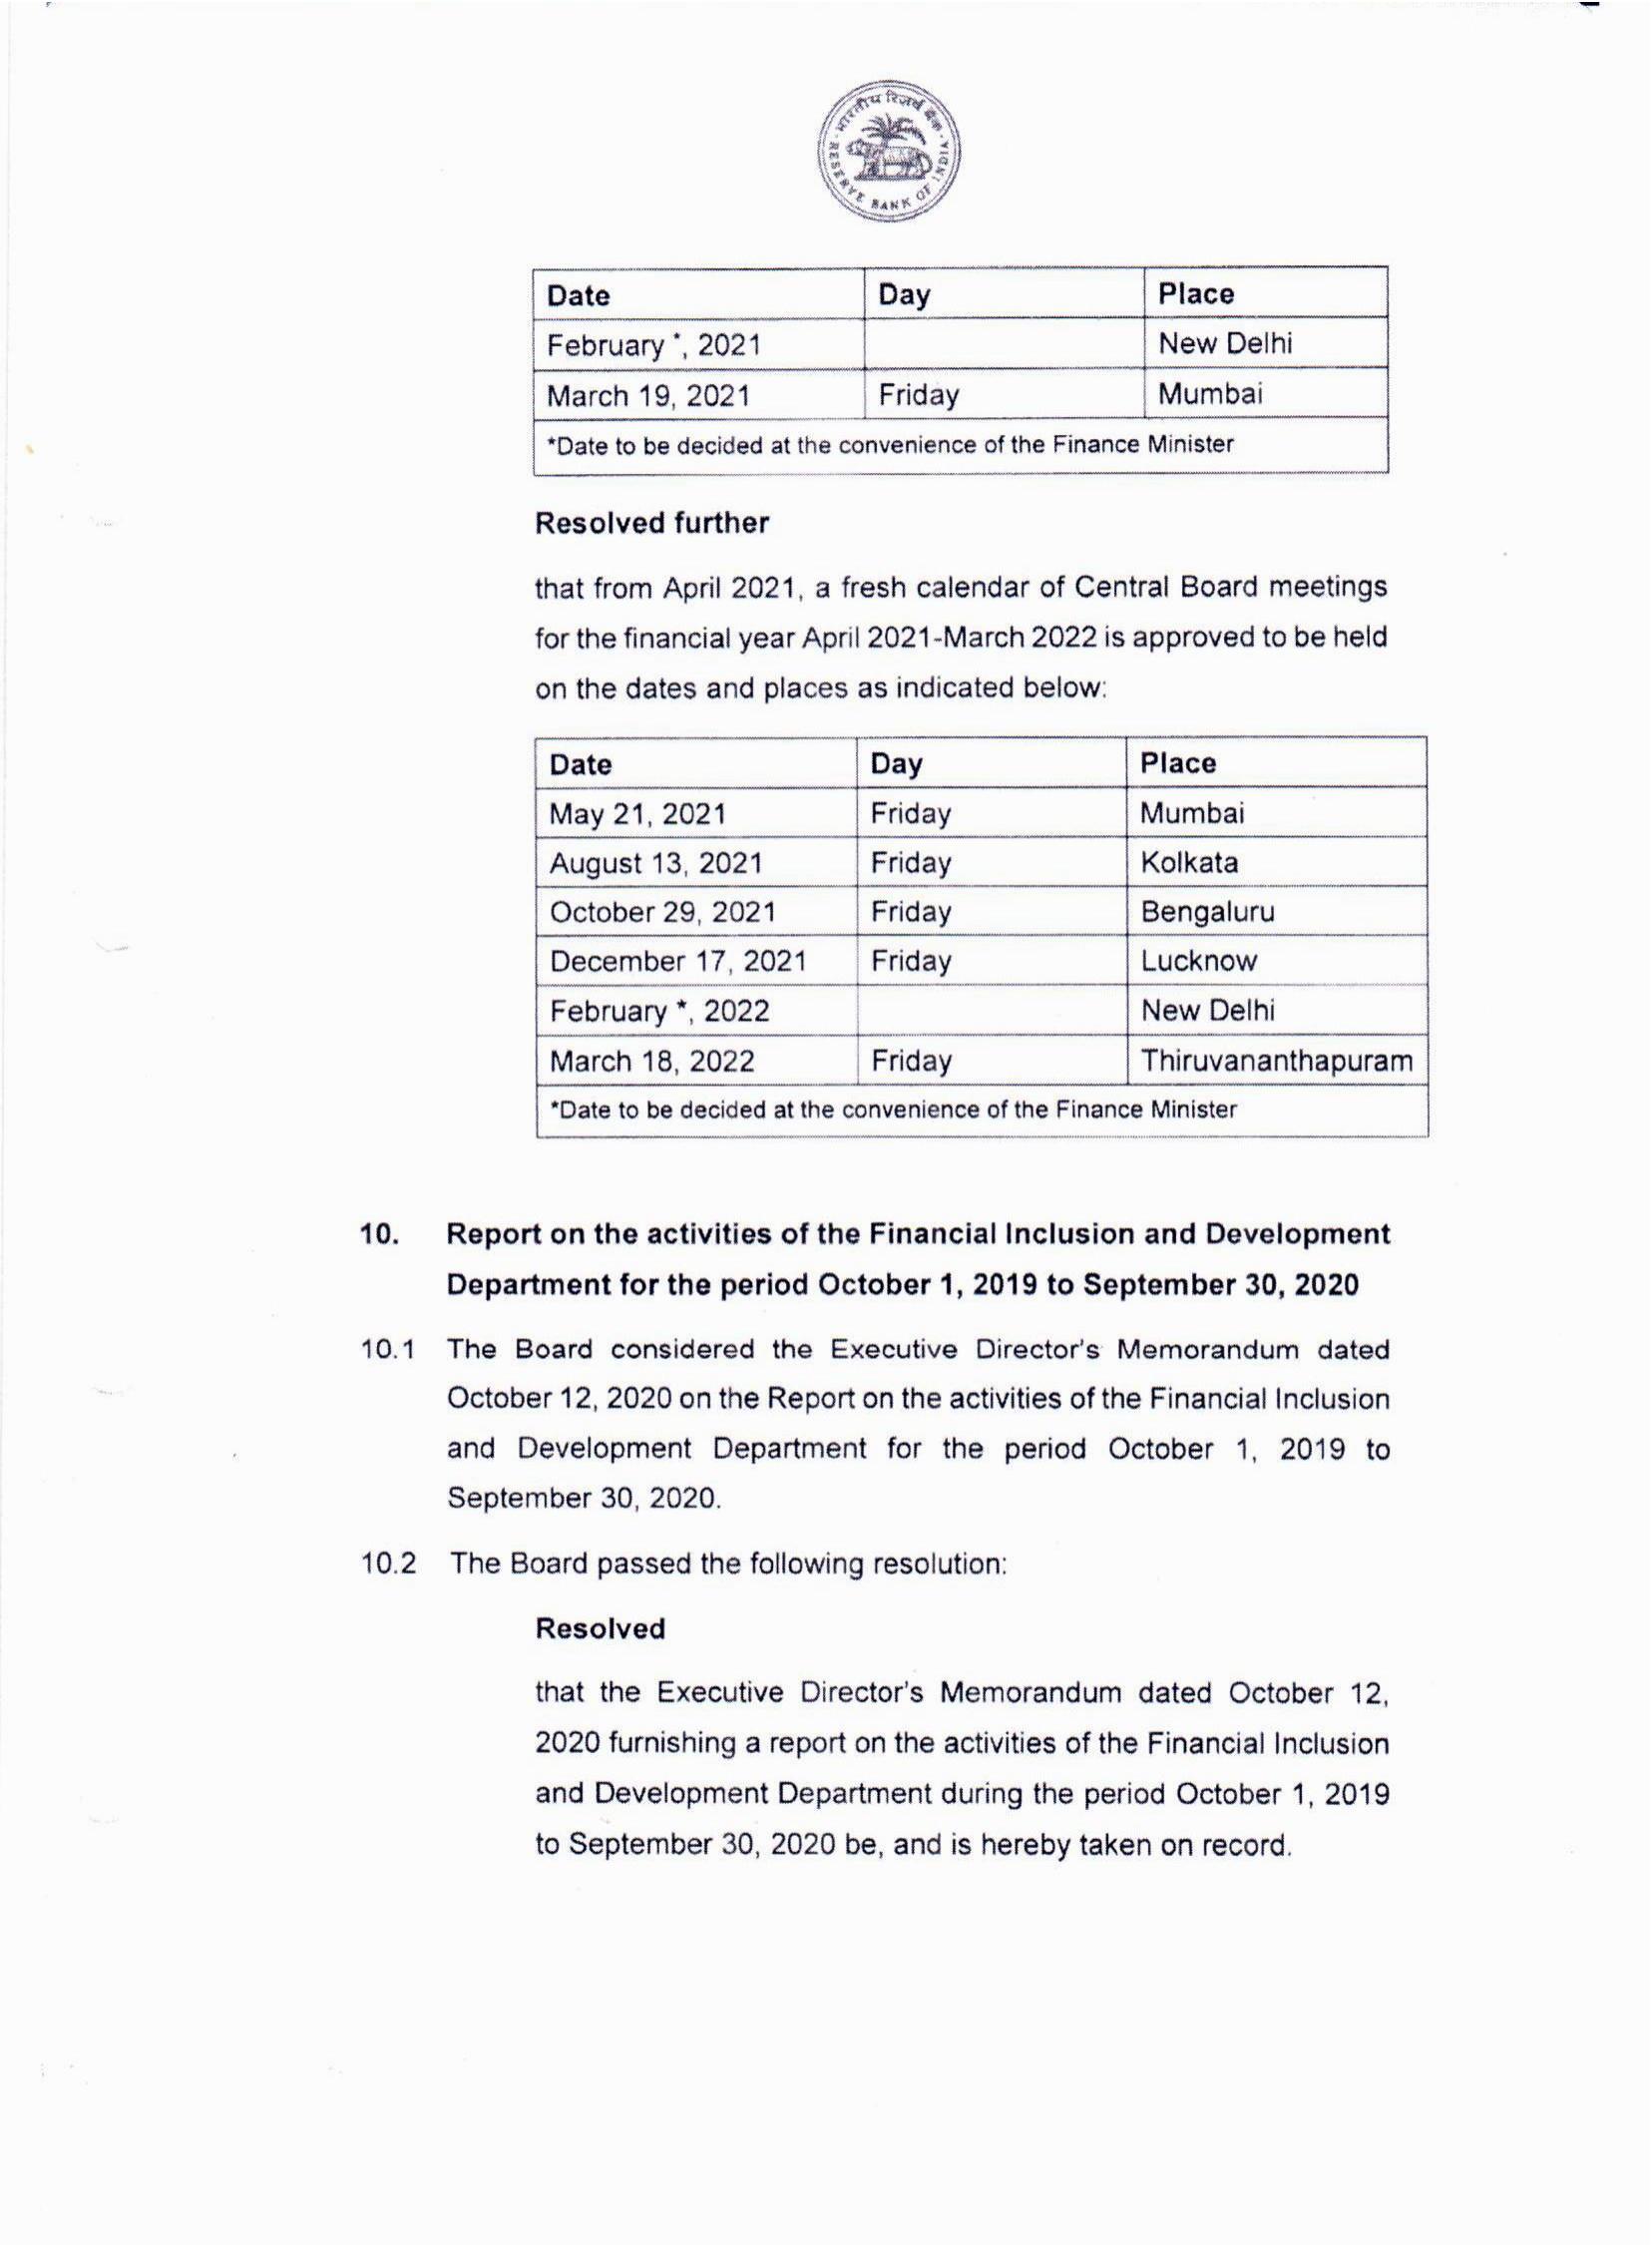 भारतीय रिज़र्व बैंक
RESERVE BANK OF INDIA
Date Day Place
February *, 2021 New Delhi
March 19, 2021 Friday Mumbai
*Date to be decided at the convenience of the Finance Minister
Resolved further
that from April 2021, a fresh calendar of Central Board meetings
for the financial year April 2021-March 2022 is approved to be held
on the dates and places as indicated below:
Date Day Place
May 21, 2021 Friday Mumbai
August 13, 2021 Friday Kolkata
October 29, 2021 Friday Bengaluru
December 17, 2021 Friday Lucknow
February *, 2022 New Delhi
March 18, 2022 Friday Thiruvananthapuram
*Date to be decided at the convenience of the Finance Minister
10. Report on the activities of the Financial Inclusion and Development
Department for the period October 1, 2019 to September 30, 2020
10.1 The Board considered the Executive Director's Memorandum dated
October 12, 2020 on the Report on the activities of the Financial Inclusion
and Development Department for the period October 1, 2019 to
September 30, 2020.
10.2 The Board passed the following resolution:
Resolved
that the Executive Director's Memorandum dated October 12,
2020 furnishing a report on the activities of the Financial Inclusion
and Development Department during the period October 1, 2019
to September 30, 2020 be, and is hereby taken on record.